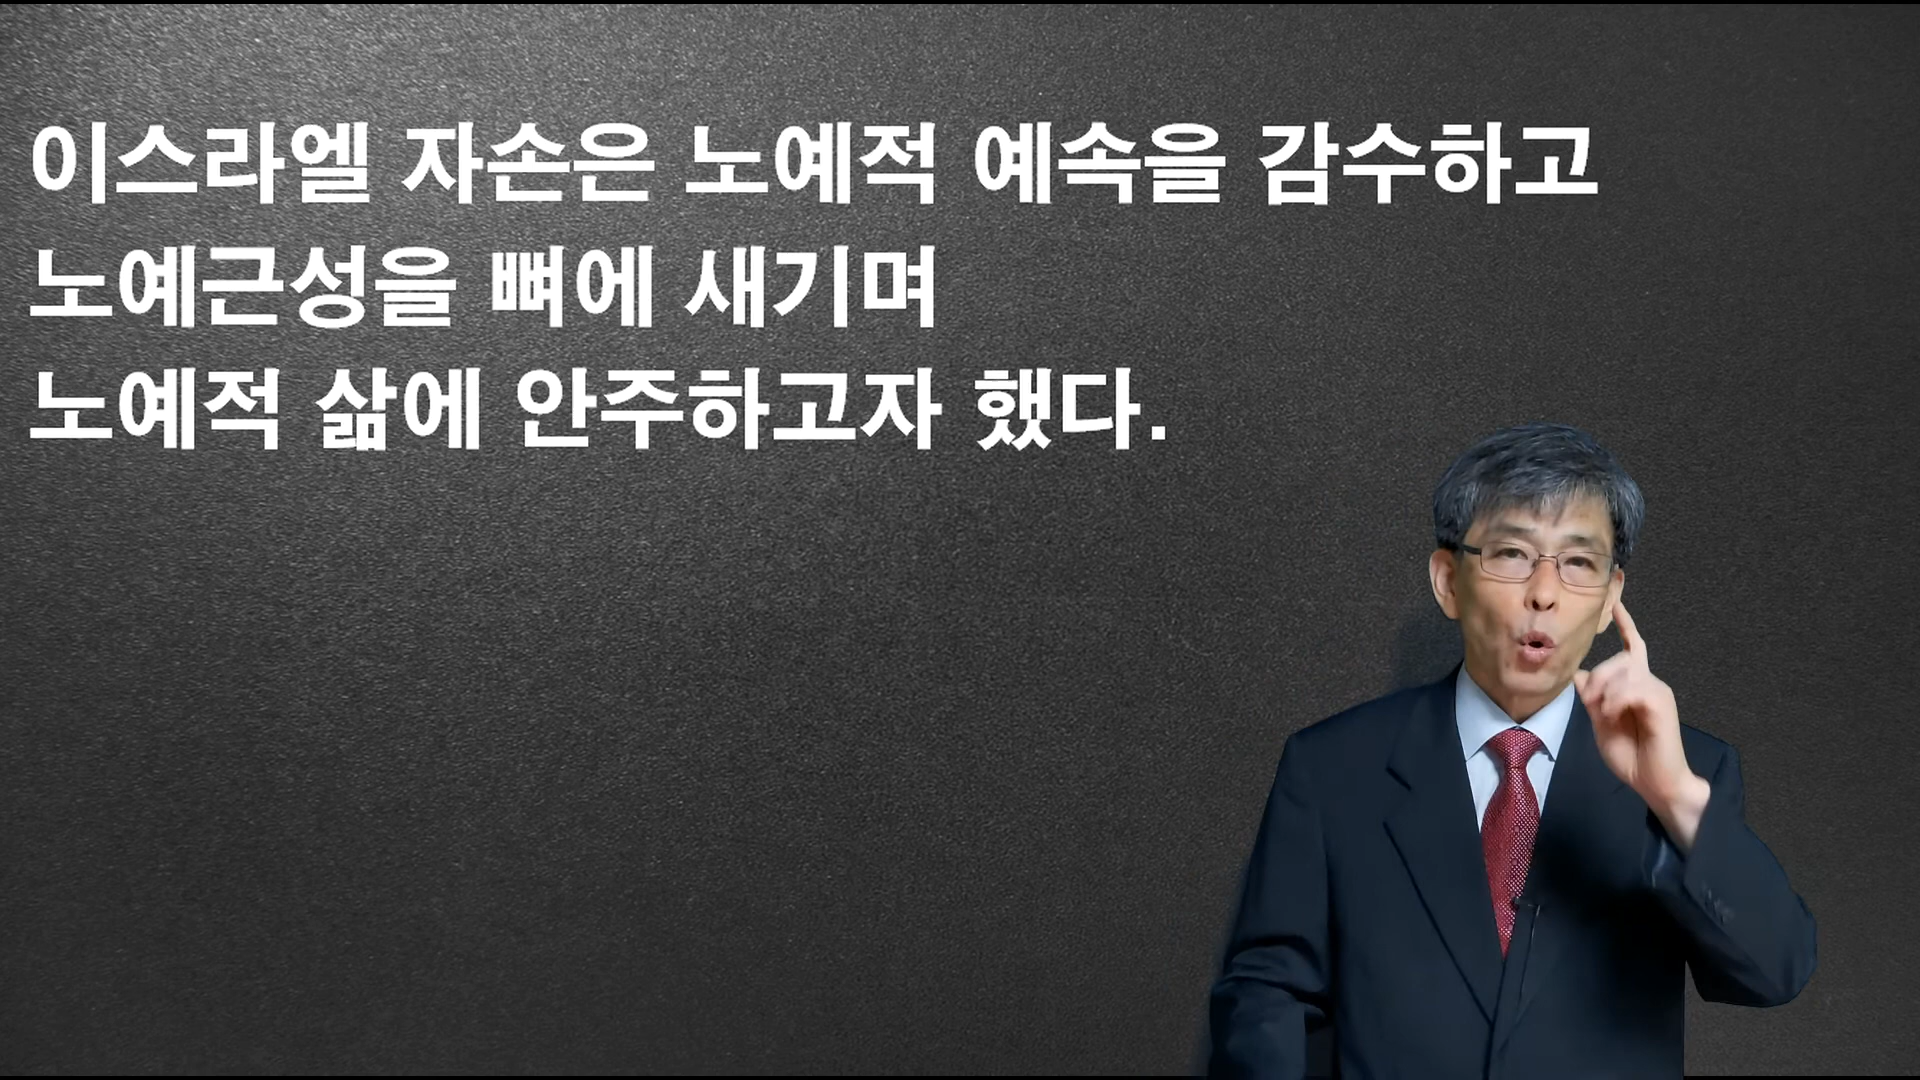 이스라엘 자손은 노예적 예속을 감수하고
노예근성을 뼈에 새기며
노예적 삶에 안주하고자 했다.